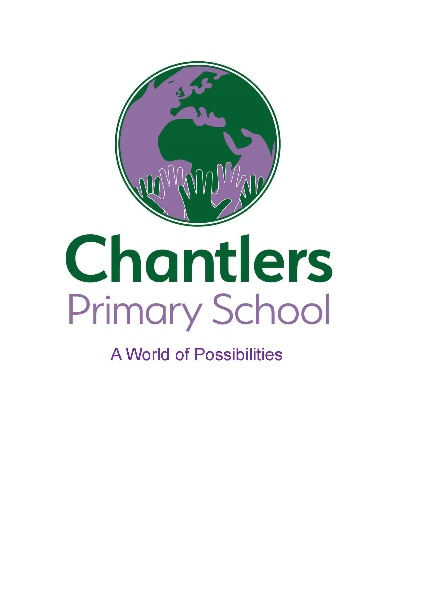 Chantlers
Primary School
A World of Possibilities